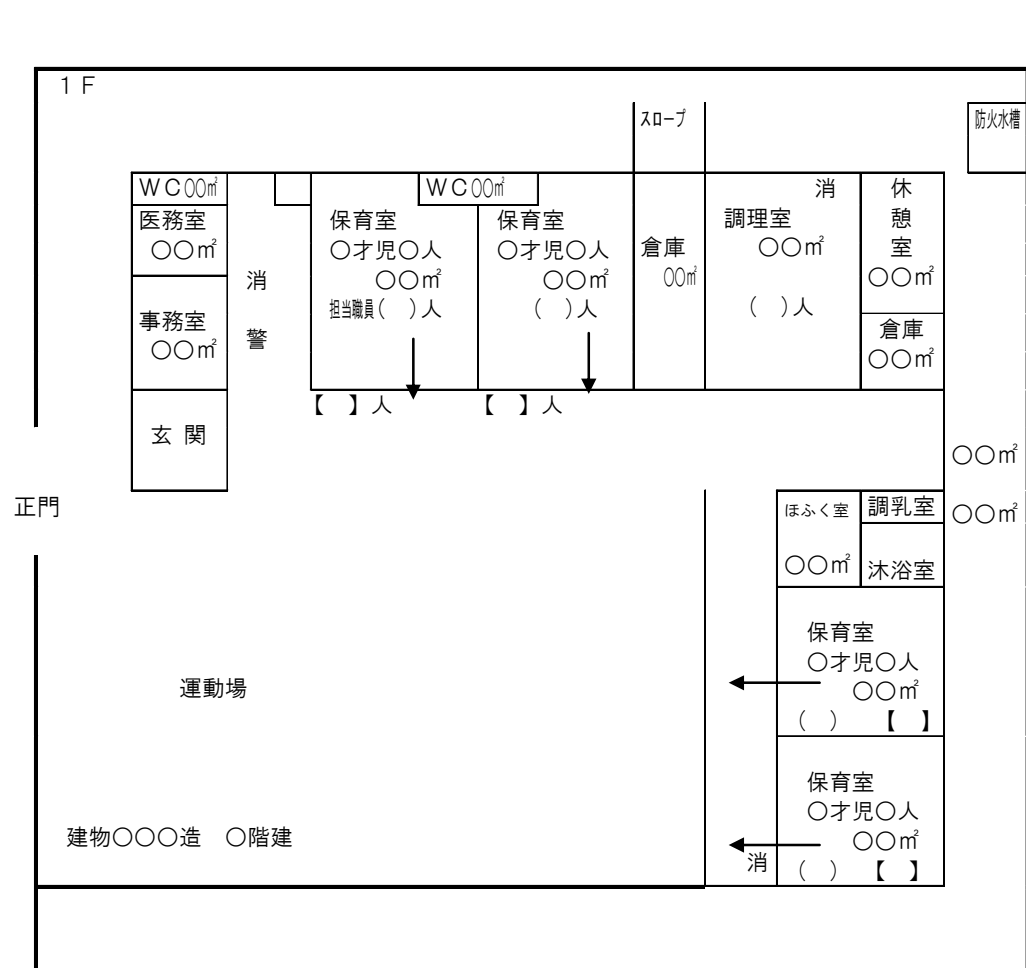 １Ｆ
スロープ
防火水槽
ＷＣ○○㎡
ＷＣ○○㎡
医務室
○○㎡
消
警
事務室
○○㎡
玄 関
保育室
○才児○人
○○㎡
担当職員（　）人
【　】人
保育室
○才児○人
○○㎡
（　）人
【　】人
倉庫
○○㎡
消
調理室
○○㎡
（　）人
休
憩
室
○○㎡
倉庫
○○㎡
○○㎡
○○㎡
正門
ほふく室
○○㎡
調乳室
沐浴室
保育室
○才児○人
○○㎡
（　）　【　】
運動場
保育室
○才児○人
○○㎡
（　）　【　】
消
建物○○○造　○階建